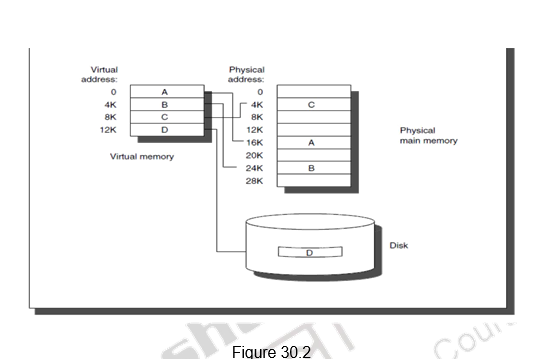 Virtual address:
0 A
4K B
8K C
12K D
Virtual memory
Physical address:
0
4K C
8K
12K
16K A
20K
24K B
28K
Physical main memory
D
Disk
Figure 30.2